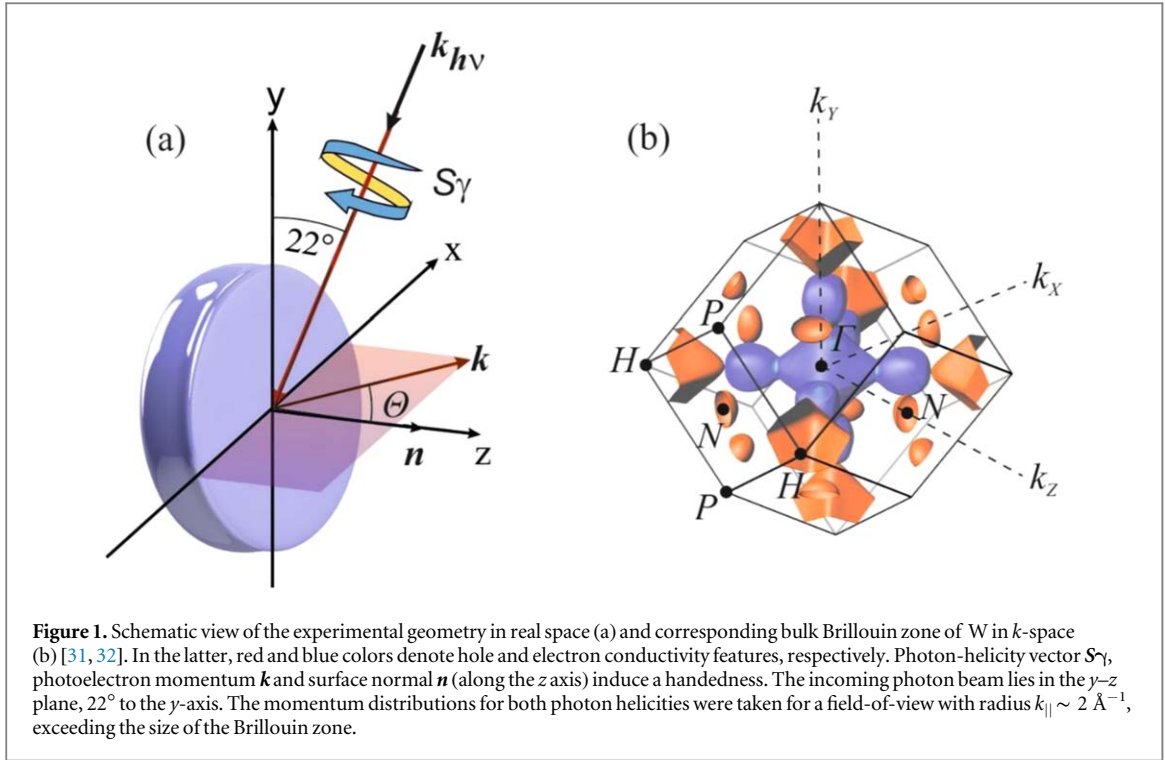 (a)
y
k hν
Sγ
22°
x
k
Θ
n
z
(b)
kY
kX
P
Γ
H
N
N
H
P
kZ
Figure 1. Schematic view of the experimental geometry in real space (a) and corresponding bulk Brillouin zone of W in k-space
(b) [31, 32]. In the latter, red and blue colors denote hole and electron conductivity features, respectively. Photon-helicity vector Sγ,
photoelectron momentum k and surface normal n (along the z axis) induce a handedness. The incoming photon beam lies in the y–z
plane, 22° to the y-axis. The momentum distributions for both photon helicities were taken for a field-of-view with radius k|| ∼ 2 Å−1,
exceeding the size of the Brillouin zone.